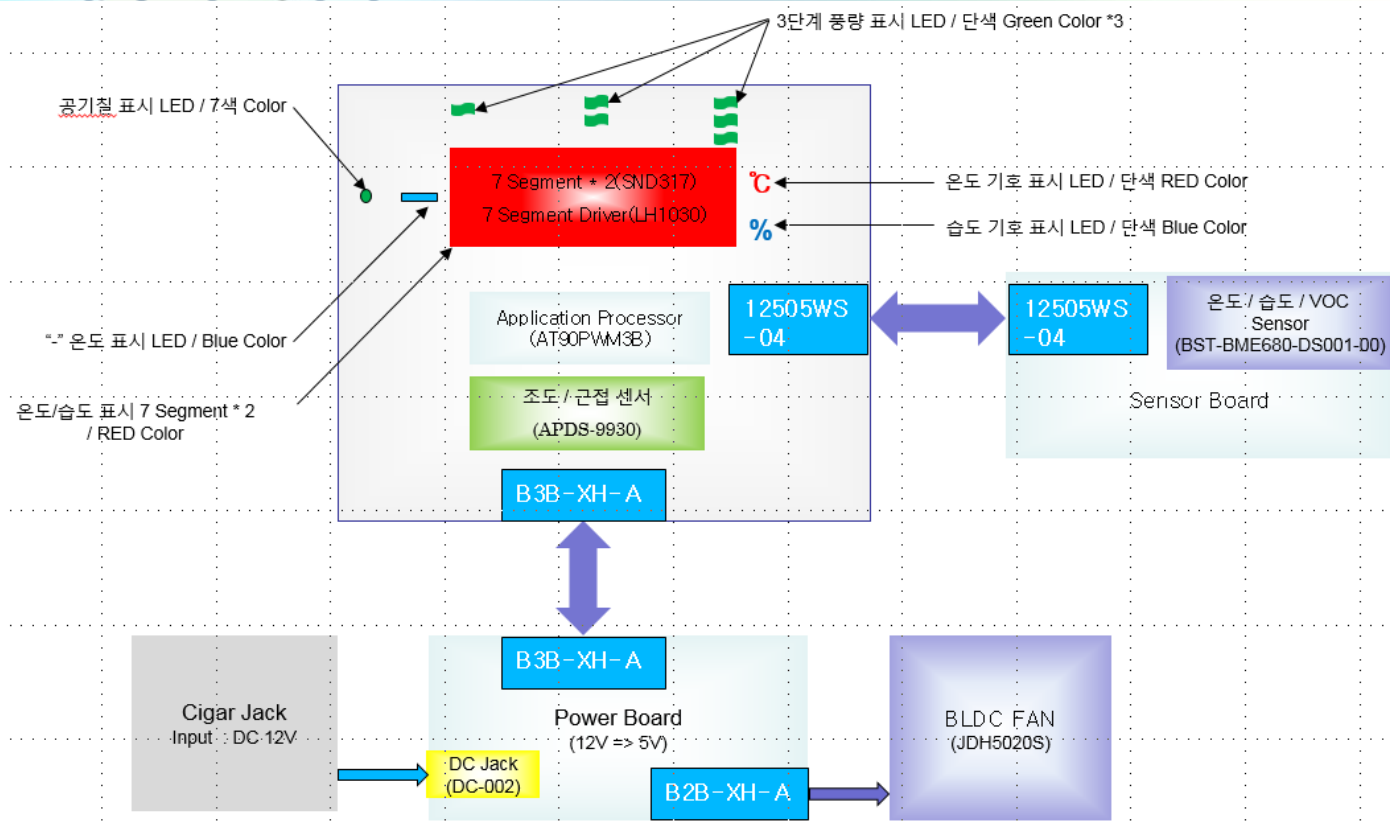 3단계 풍량 표시 LED / 단색 Green Color *3
공기칠 표시 LED / 7색 Color
7 Segment * 2(SND317)
7 Segment Driver(LH1030)
℃
온도 기호 표시 LED / 단색 RED Color
%
습도 기호 표시 LED / 단색 Blue Color
"-" 온도 표시 LED / Blue Color
온도/습도 표시 7 Segment * 2
/ RED Color
Application Processor
(AT90PWM3B)
조도 / 근접 센서
(APDS-9930)
12505WS
-04
12505WS
-04
온도 / 습도 / VOC
Sensor
(BST-BME680-DS001-00)
Sensor Board
B3B-XH-A
B3B-XH-A
Cigar Jack
Input : DC 12V
Power Board
(12V => 5V)
DC Jack
(DC-002)
B2B-XH-A
BLDC FAN
(JDH5020S)